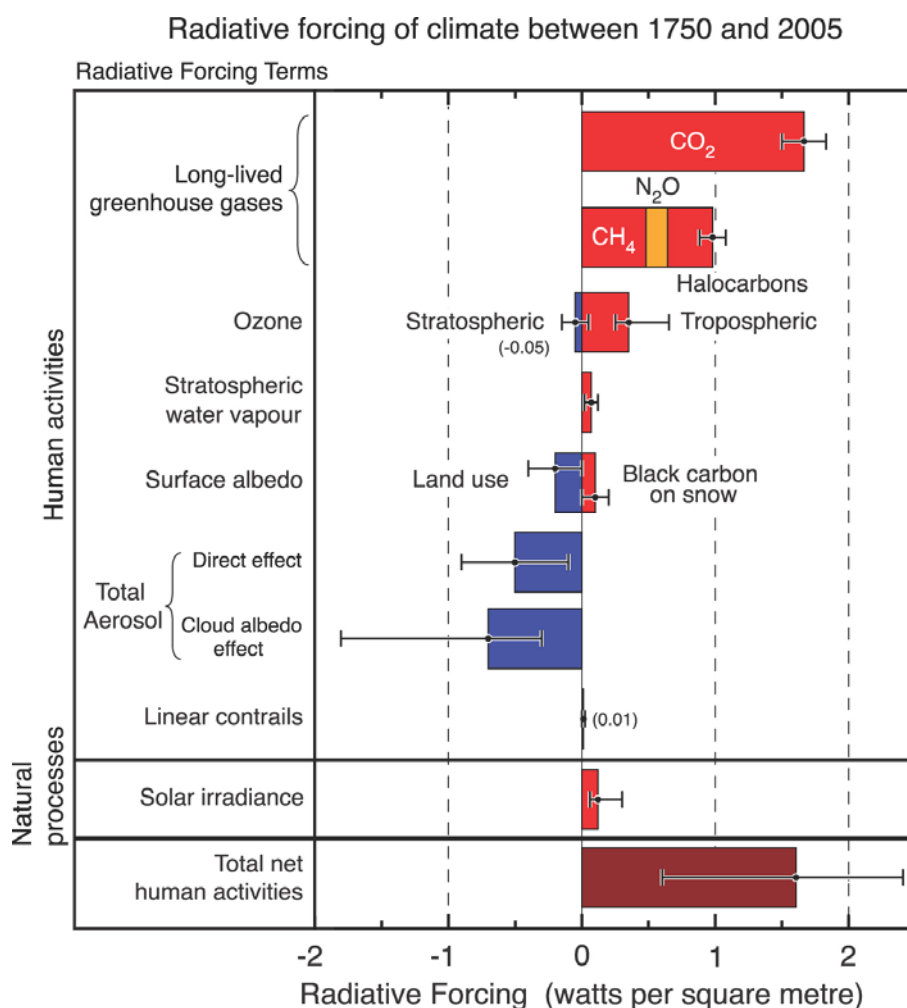 Radiative forcing of climate between 1750 and 2005
Radiative Forcing Terms
CO2
Long-lived
greenhouse gases
N2O
CH4
Halocarbons
Ozone
Stratospheric
(-0.05)
Tropospheric
Stratospheric
water vapour
Human activities
Surface albedo
Land use
Black carbon
on snow
Total
Aerosol
Direct effect
Cloud albedo
effect
Linear contrails
(0.01)
Natural
processes
Solar irradiance
Total net
human activities
-2 -1 0 1 2
Radiative Forcing (watts per square metre)